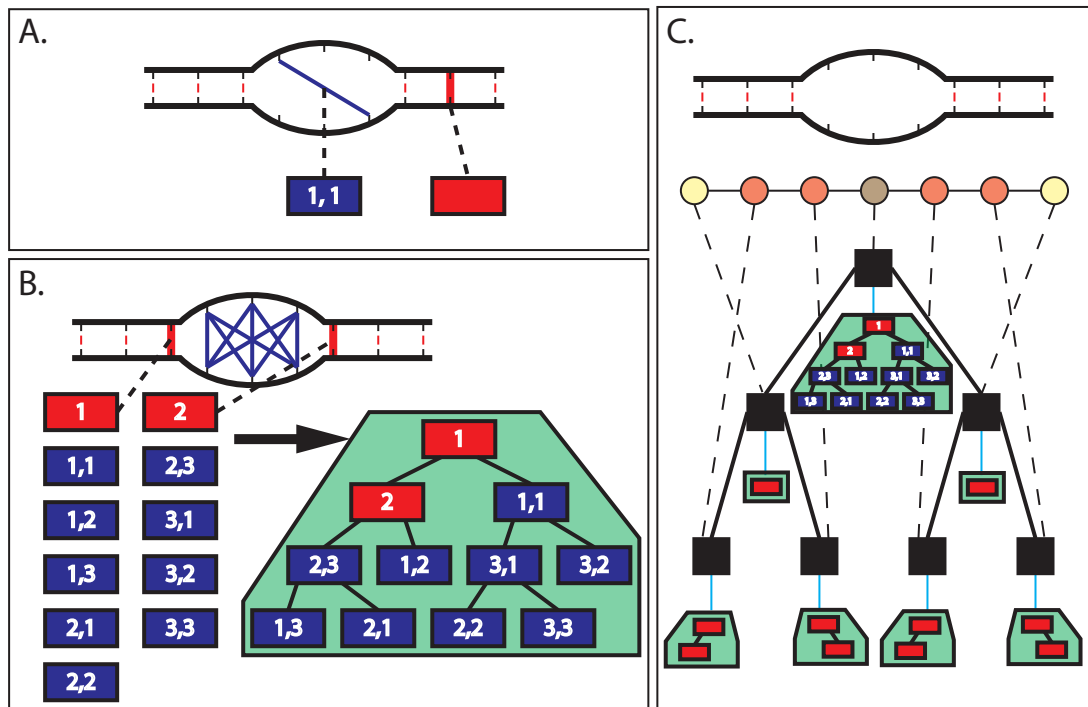 A.
1, 1
B.
1 2
1,1 2,3
1,2 3,1
1,3 3,2
2,1 3,3
2,2
1
2 1,1
2,3 1,2 3,1 3,2
1,3 2,1 2,2 3,3
C.
1
2 1,1
2,3 1,2 3,1 3,2
1,3 2,1 2,2 3,3